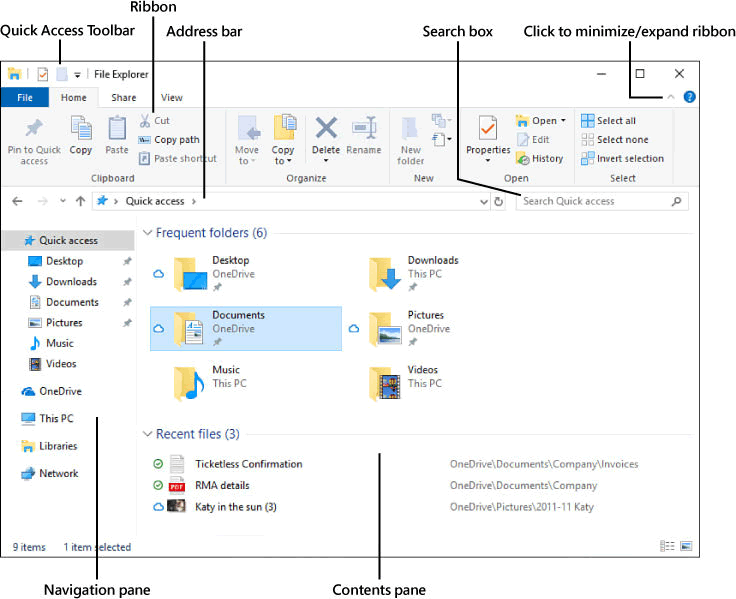 Ribbon
Quick Access Toolbar
Address bar
Search box
Click to minimize/expand ribbon
File Explorer
File Home Share View
Pin to Quick access
Copy
Paste
Cut
Copy path
Paste shortcut
Clipboard
Move to
Copy to
Delete
Rename
Organize
New folder
New
Properties
Open
Edit
History
Open
Select all
Select none
Invert selection
Select
Quick access
Search Quick access
Quick access
Desktop
Downloads
Documents
Pictures
Music
Videos
OneDrive
This PC
Libraries
Network
Frequent folders (6)
Desktop
OneDrive
Downloads
This PC
Documents
OneDrive
Pictures
OneDrive
Music
This PC
Videos
This PC
Recent files (3)
Ticketless Confirmation OneDrive\Documents\Company\Invoices
PDF
RMA details OneDrive\Documents\Company
Katy in the sun (3) OneDrive\Pictures\2011-11 Katy
9 items 1 item selected
Navigation pane
Contents pane